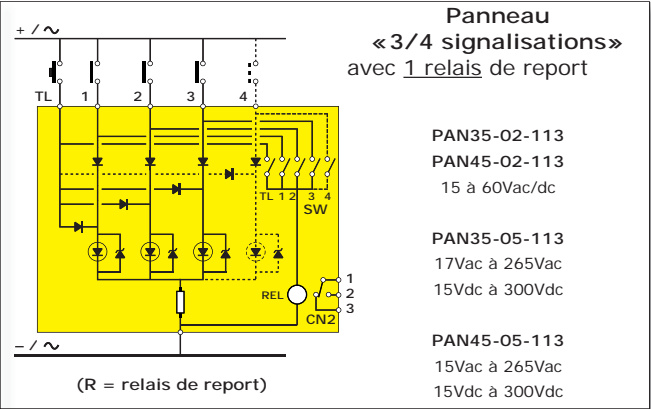 + / ∿
TL 1 2 3 4
TL 1 2 3 4
SW
REL
1
2
3
CN2
– / ∿
(R = relais de report)
Panneau
«3/4 signalisations»
avec 1 relais de report
PAN35-02-113
PAN45-02-113
15 à 60Vac/dc
PAN35-05-113
17Vac à 265Vac
15Vdc à 300Vdc
PAN45-05-113
15Vac à 265Vac
15Vdc à 300Vdc